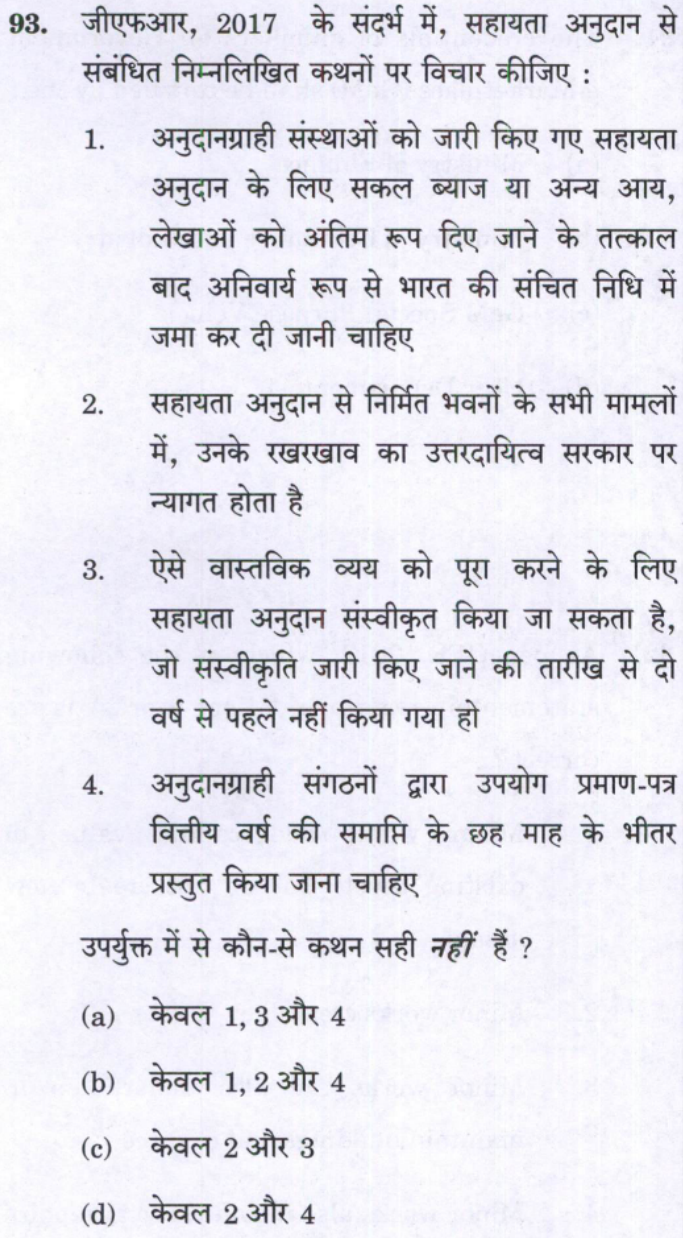 93. जीएफआर, 2017 के संदर्भ में, सहायता अनुदान से
संबंधित निम्नलिखित कथनों पर विचार कीजिए :
1. अनुदानग्राही संस्थाओं को जारी किए गए सहायता
अनुदान के लिए सकल ब्याज या अन्य आय,
लेखाओं को अंतिम रूप दिए जाने के तत्काल
बाद अनिवार्य रूप से भारत की संचित निधि में
जमा कर दी जानी चाहिए
2. सहायता अनुदान से निर्मित भवनों के सभी मामलों
में, उनके रखरखाव का उत्तरदायित्व सरकार पर
न्यागत होता है
3. ऐसे वास्तविक व्यय को पूरा करने के लिए
सहायता अनुदान संस्वीकृत किया जा सकता है,
जो संस्वीकृति जारी किए जाने की तारीख से दो
वर्ष से पहले नहीं किया गया हो
4. अनुदानग्राही संगठनों द्वारा उपयोग प्रमाण-पत्र
वित्तीय वर्ष की समाप्ति के छह माह के भीतर
प्रस्तुत किया जाना चाहिए
उपर्युक्त में से कौन-से कथन सही नहीं हैं ?
(a) केवल 1, 3 और 4
(b) केवल 1, 2 और 4
(c) केवल 2 और 3
(d) केवल 2 और 4